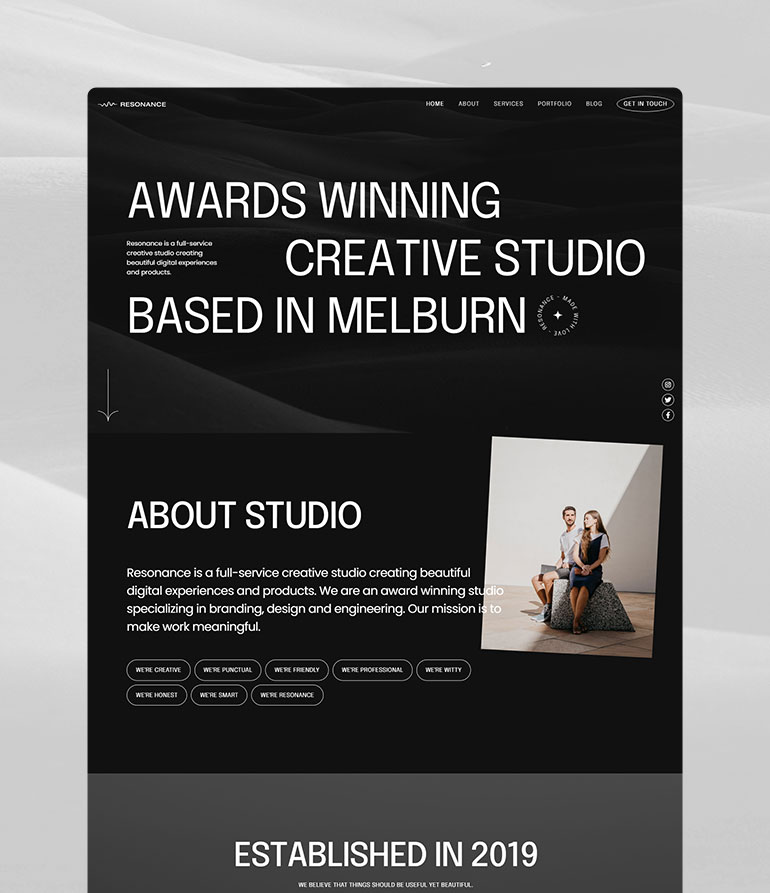 RESONANCE
HOME ABOUT SERVICES PORTFOLIO BLOG GET IN TOUCH
AWARDS WINNING
Resonance is a full-service
creative studio creating
beautiful digital experiences
and products.
CREATIVE STUDIO
BASED IN MELBURN
RESONANCE - MADE WITH LOVE -
ABOUT STUDIO
Resonance is a full-service creative studio creating beautiful
digital experiences and products. We are an award winning studio
specializing in branding, design and engineering. Our mission is to
make work meaningful.
WE'RE CREATIVE WE'RE PUNCTUAL WE'RE FRIENDLY WE'RE PROFESSIONAL WE'RE WITTY
WE'RE HONEST WE'RE SMART WE'RE RESONANCE
ESTABLISHED IN 2019
WE BELIEVE THAT THINGS SHOULD BE USEFUL YET BEAUTIFUL.